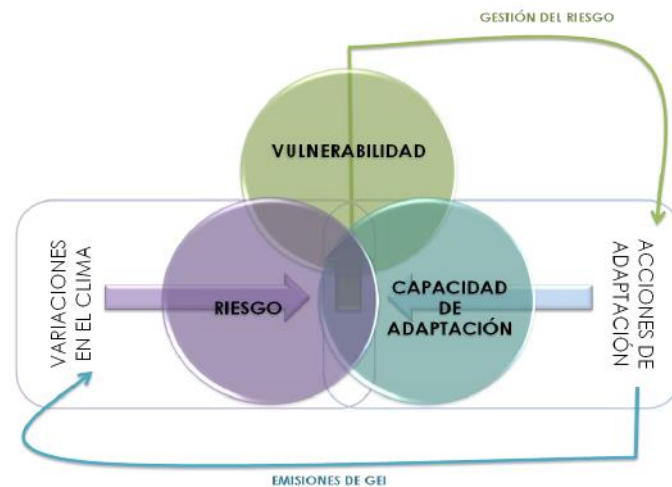 GESTIÓN DEL RIESGO
VULNERABILIDAD
VARIACIONES
EN EL CLIMA
RIESGO
CAPACIDAD
DE
ADAPTACIÓN
ACCIONES DE
ADAPTACIÓN
EMISIONES DE GEI